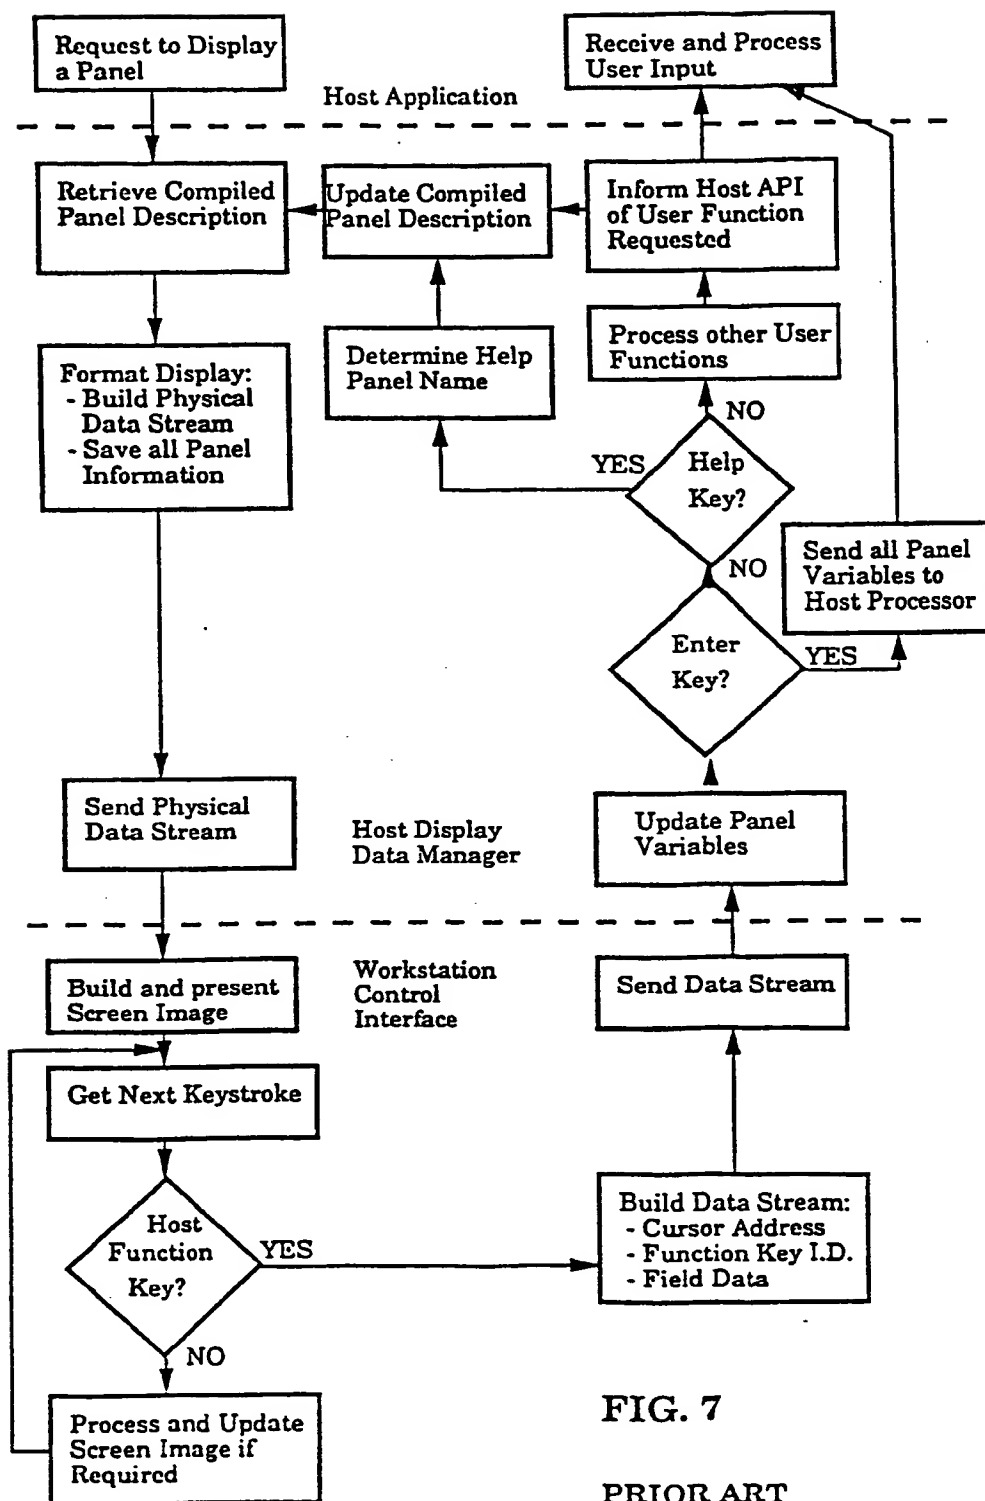 Request to Display
a Panel
Receive and Process
User Input
Host Application
Retrieve Compiled
Panel Description
Update Compiled
Panel Description
Inform Host API
of User Function
Requested
Process other User
Functions
Determine Help
Panel Name
Format Display:
- Build Physical
Data Stream
- Save all Panel
Information
NO
YES
Help
Key?
Send all Panel
Variables to
Host Processor
NO
Enter
Key?
YES
Send Physical
Data Stream
Host Display
Data Manager
Update Panel
Variables
Build and present
Screen Image
Workstation
Control
Interface
Send Data Stream
Get Next Keystroke
Host
Function
Key?
YES
Build Data Stream:
- Cursor Address
- Function Key I.D.
- Field Data
NO
Process and Update
Screen Image if
Required
FIG. 7
PRIOR ART